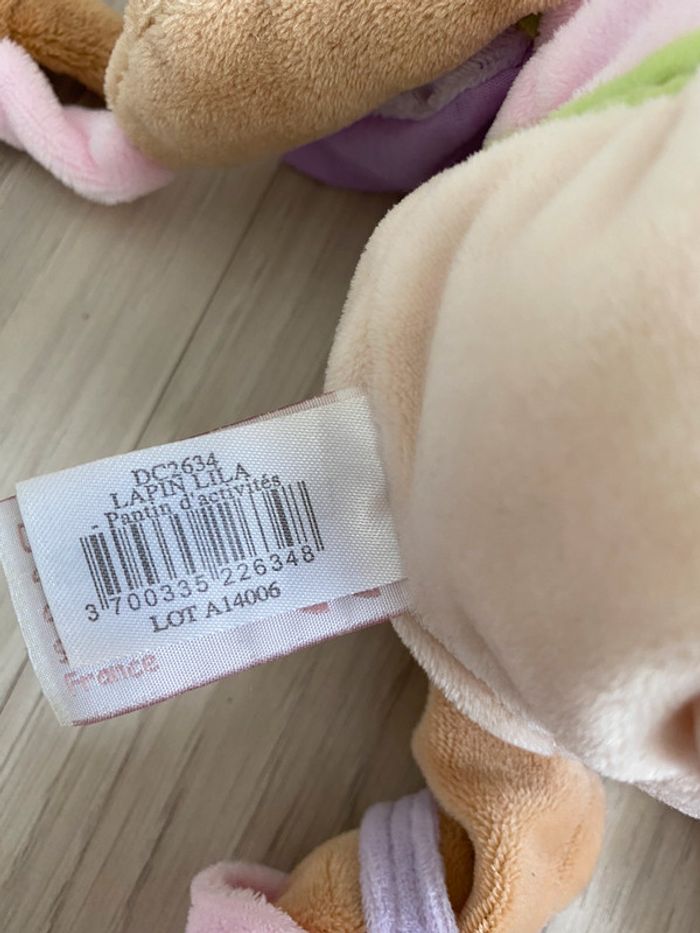 DC2634
LAPIN LILA
- Pantin d'activités
3 700335 226348
LOT A14006
France